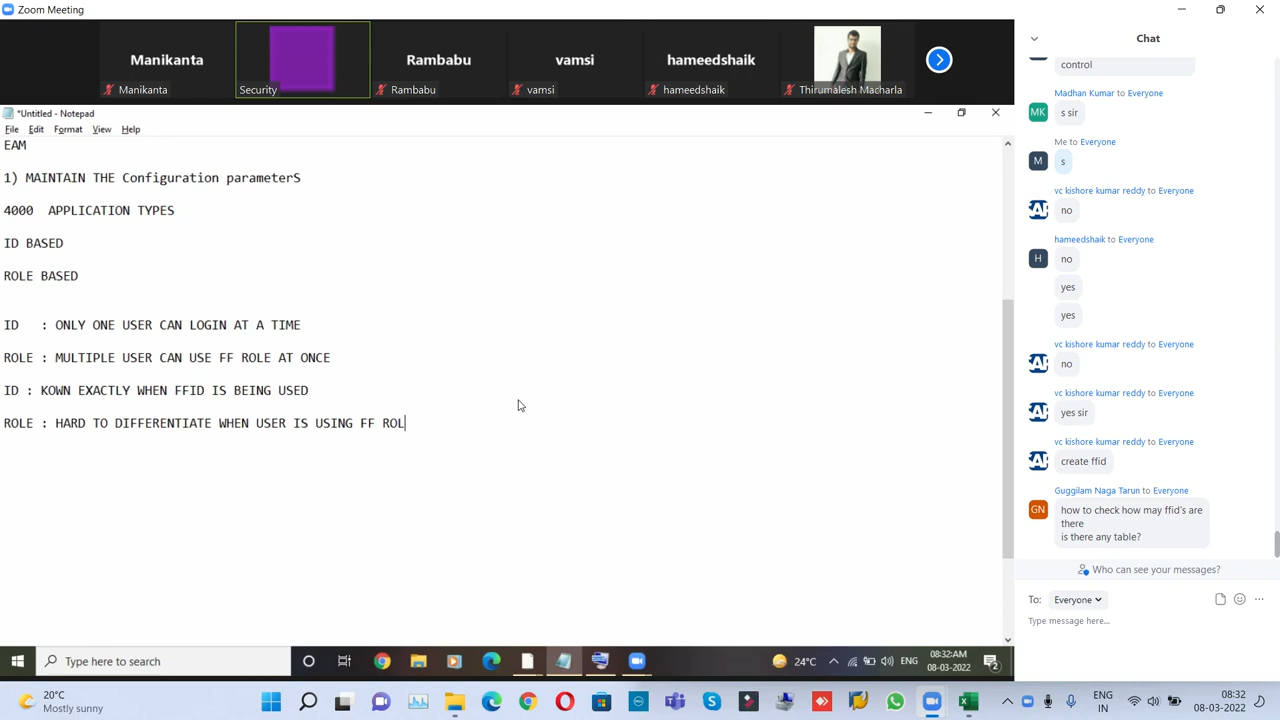 Zoom Meeting
Manikanta
Manikanta
Security
Rambabu
Rambabu
vamsi
vamsi
hameedshaik
hameedshaik
Thirumalesh Macharla
*Untitled - Notepad
File Edit Format View Help
EAM
1) MAINTAIN THE Configuration parameterS
4000 APPLICATION TYPES
ID BASED
ROLE BASED
ID : ONLY ONE USER CAN LOGIN AT A TIME
ROLE : MULTIPLE USER CAN USE FF ROLE AT ONCE
ID : KOWN EXACTLY WHEN FFID IS BEING USED
ROLE : HARD TO DIFFERENTIATE WHEN USER IS USING FF ROL
Type here to search
24°C
ENG
08:32:AM
08-03-2022
2
Chat
control
Madhan Kumar to Everyone
MK
s sir
Me to Everyone
M
s
vc kishore kumar reddy to Everyone
no
hameedshaik to Everyone
H
no
yes
yes
vc kishore kumar reddy to Everyone
no
vc kishore kumar reddy to Everyone
yes sir
vc kishore kumar reddy to Everyone
create ffid
Guggilam Naga Tarun to Everyone
GN
how to check how may ffid's are
there
is there any table?
Who can see your messages?
To: Everyone
Type message here...
20°C
Mostly sunny
ENG
IN
08:32
08-03-2022